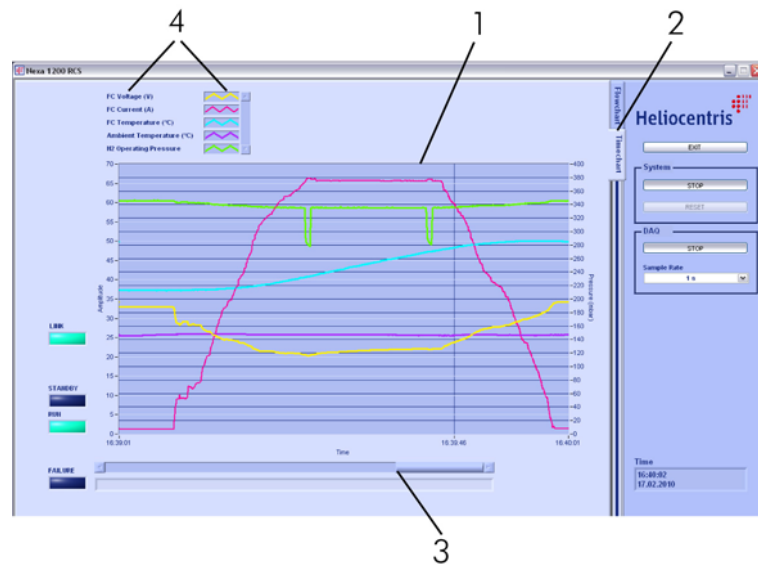 4
1
2
Hexa 1200 RCS
FC Voltage (V)
FC Current (A)
FC Temperature (°C)
Ambient Temperature (°C)
H2 Operating Pressure
Flowchart
Timechart
Heliocentris
EXIT
System
STOP
RESET
DAQ
STOP
Sample Rate
1 s
70
65
60
55
50
45
40
35
30
25
20
15
10
5
0
Amplitude
400
380
360
340
320
300
280
260
240
220
200
180
160
140
120
100
80
60
40
20
0
Pressure (mbar)
16:39:01
16:39:46
16:40:01
Time
LINK
STANDBY
RUN
FAILURE
Time
16:40:02
17.02.2010
3